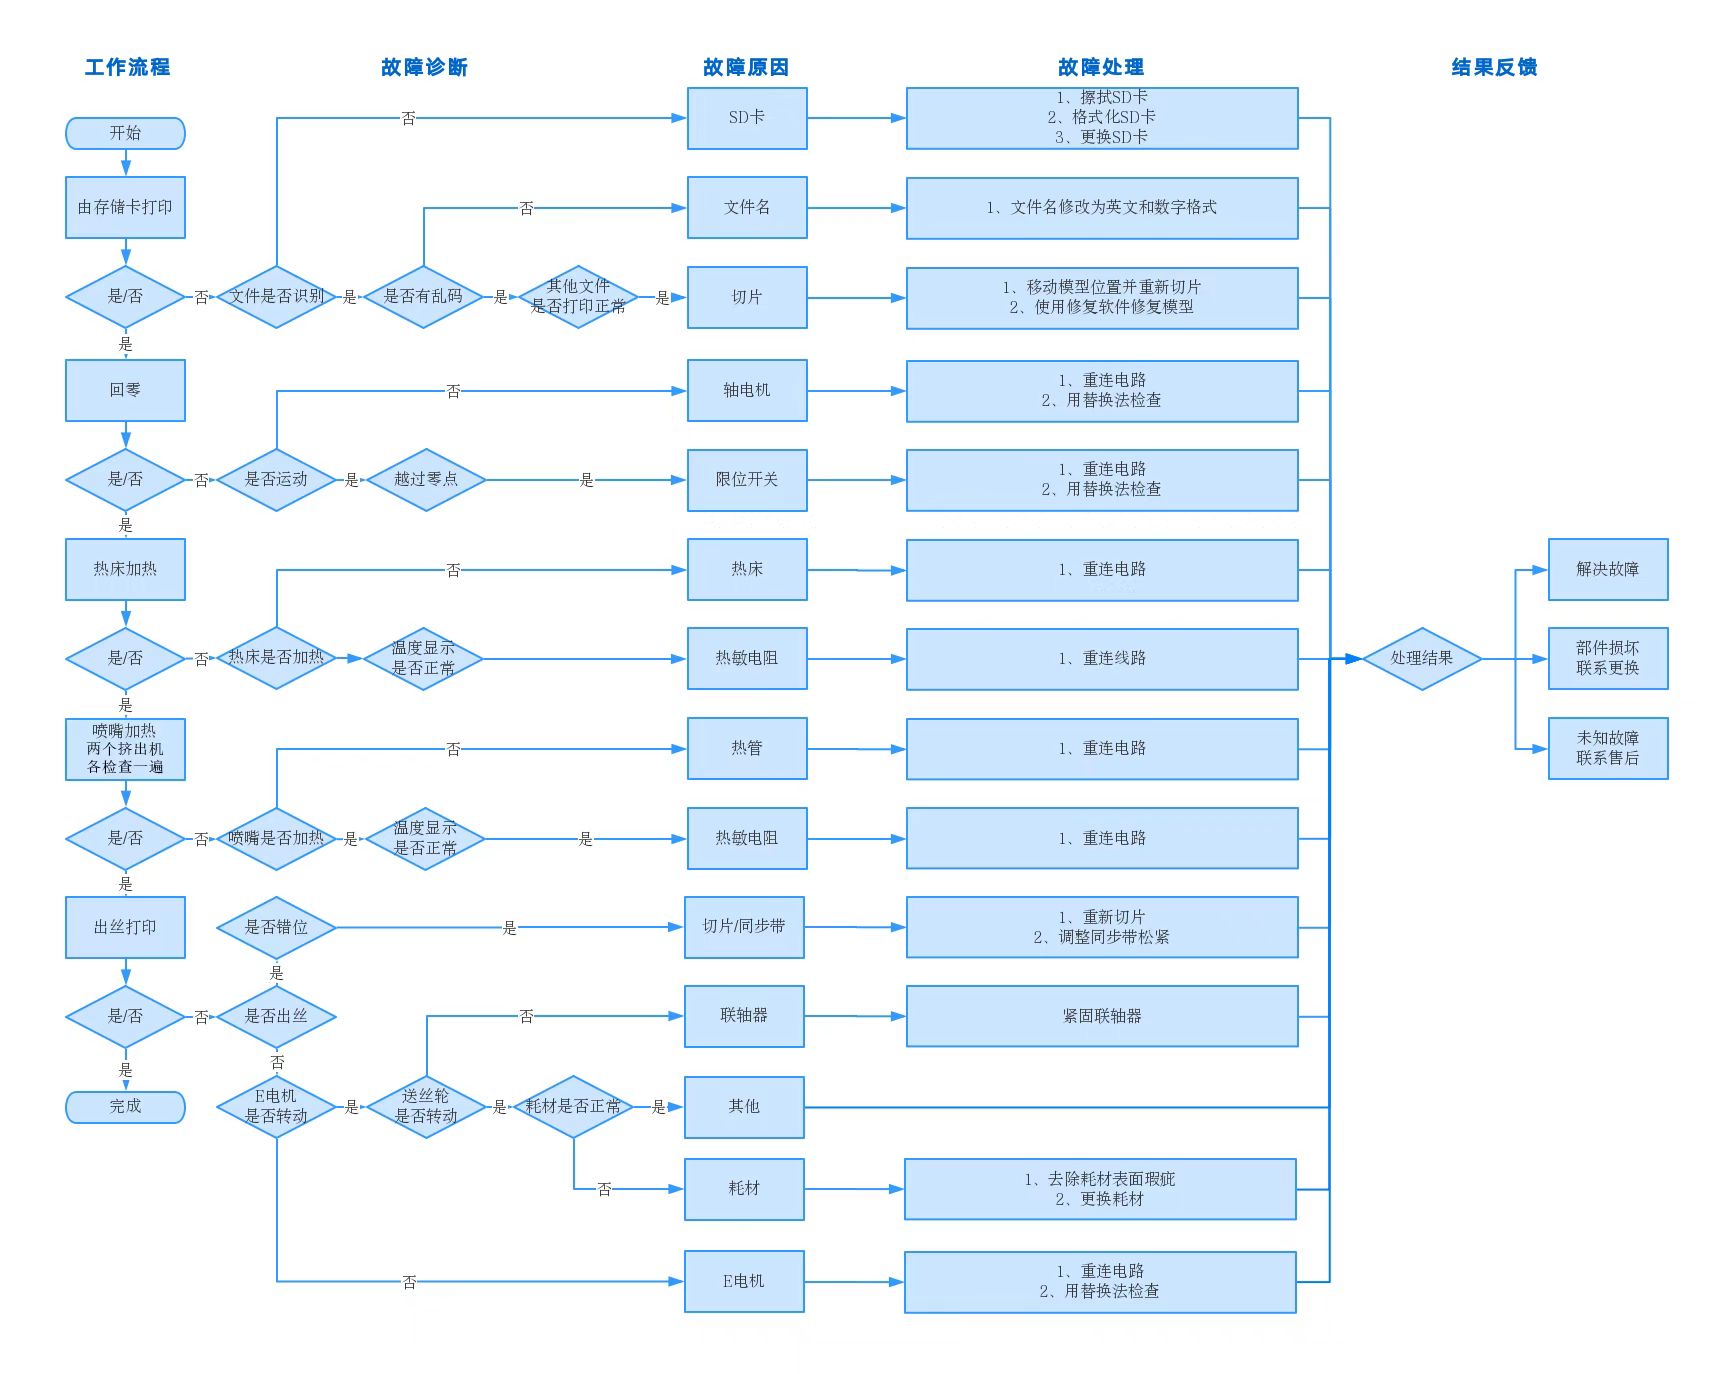 工作流程
故障诊断
故障原因
故障处理
结果反馈
开始
否
SD卡
1、擦拭SD卡
2、格式化SD卡
3、更换SD卡
由存储卡打印
否
文件名
1、文件名修改为英文和数字格式
是/否
否
文件是否识别
是
是否有乱码
是
其他文件
是否打印正常
是
切片
1、移动模型位置并重新切片
2、使用修复软件修复模型
是
回零
否
轴电机
1、重连电路
2、用替换法检查
是/否
否
是否运动
是
越过零点
是
限位开关
1、重连电路
2、用替换法检查
是
热床加热
否
热床
1、重连电路
解决故障
是/否
否
热床是否加热
温度显示
是否正常
热敏电阻
1、重连线路
处理结果
部件损坏
联系更换
是
喷嘴加热
两个挤出机
各检查一遍
否
热管
1、重连电路
未知故障
联系售后
是/否
否
喷嘴是否加热
是
温度显示
是否正常
是
热敏电阻
1、重连电路
是
出丝打印
是否错位
是
切片/同步带
1、重新切片
2、调整同步带松紧
是
是/否
否
是否出丝
否
联轴器
紧固联轴器
是
否
完成
E电机
是否转动
是
送丝轮
是否转动
是
耗材是否正常
是
其他
否
耗材
1、去除耗材表面瑕疵
2、更换耗材
否
E电机
1、重连电路
2、用替换法检查